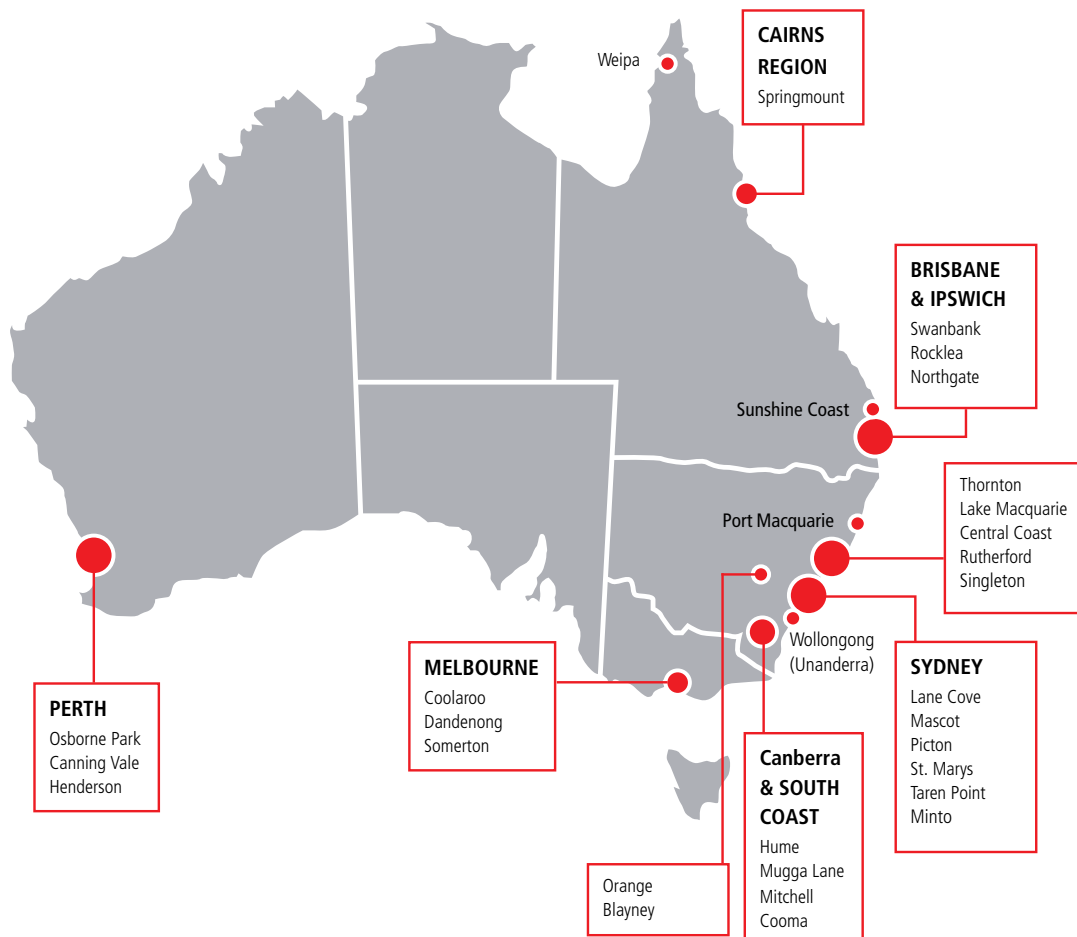 Weipa
CAIRNS
REGION
Springmount
BRISBANE
& IPSWICH
Swanbank
Rocklea
Northgate
Sunshine Coast
Port Macquarie
Thornton
Lake Macquarie
Central Coast
Rutherford
Singleton
Wollongong
(Unanderra)
SYDNEY
Lane Cove
Mascot
Picton
St. Marys
Taren Point
Minto
MELBOURNE
Coolaroo
Dandenong
Somerton
PERTH
Osborne Park
Canning Vale
Henderson
Canberra
& SOUTH
COAST
Hume
Mugga Lane
Mitchell
Cooma
Orange
Blayney